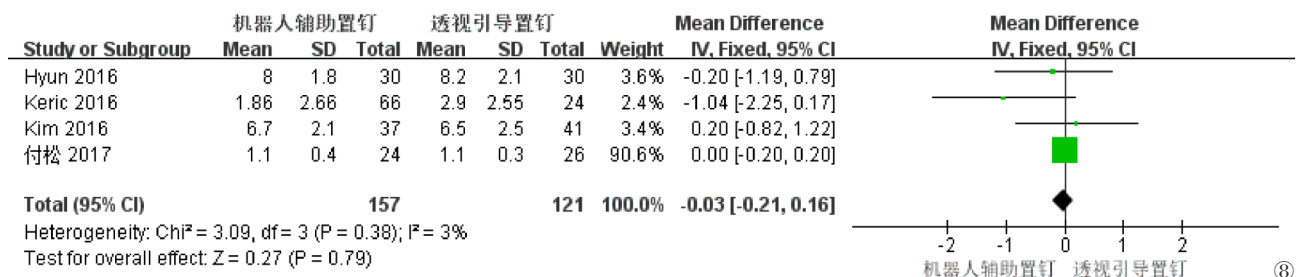 机器人辅助置钉 透视引导置钉 Mean Difference Mean Difference
Study or Subgroup Mean SD Total Mean SD Total Weight IV, Fixed, 95% CI IV, Fixed, 95% CI
Hyun 2016 8 1.8 30 8.2 2.1 30 3.6% -0.20 [-1.19, 0.79]
Keric 2016 1.86 2.66 66 2.9 2.55 24 2.4% -1.04 [-2.25, 0.17]
Kim 2016 6.7 2.1 37 6.5 2.5 41 3.4% 0.20 [-0.82, 1.22]
付松 2017 1.1 0.4 24 1.1 0.3 26 90.6% 0.00 [-0.20, 0.20]
Total (95% CI) 157 121 100.0% -0.03 [-0.21, 0.16]
Heterogeneity: Chi² = 3.09, df = 3 (P = 0.38); I² = 3%
Test for overall effect: Z = 0.27 (P = 0.79)
-2 -1 0 1 2
机器人辅助置钉 透视引导置钉
⑧